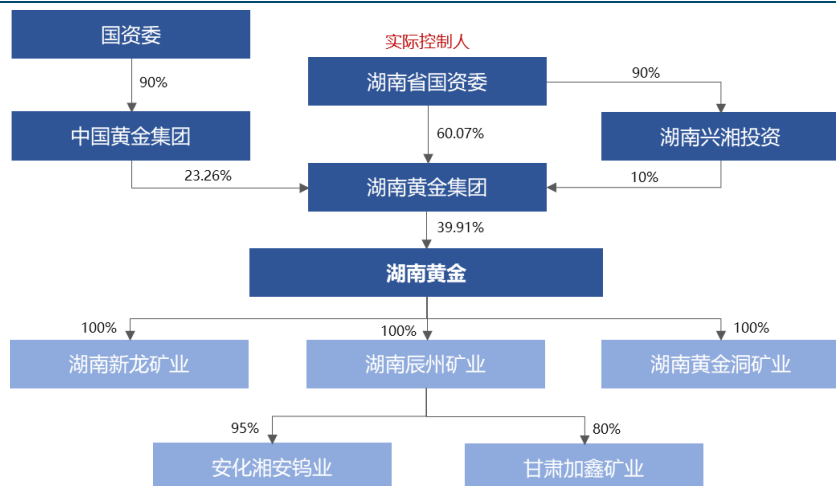 国资委
实际控制人
90%
湖南省国资委
90%
中国黄金集团
60.07%
湖南兴湘投资
23.26%
湖南黄金集团
10%
39.91%
湖南黄金
100%
100%
100%
湖南新龙矿业
湖南辰州矿业
湖南黄金洞矿业
95%
80%
安化湘安钨业
甘肃加鑫矿业